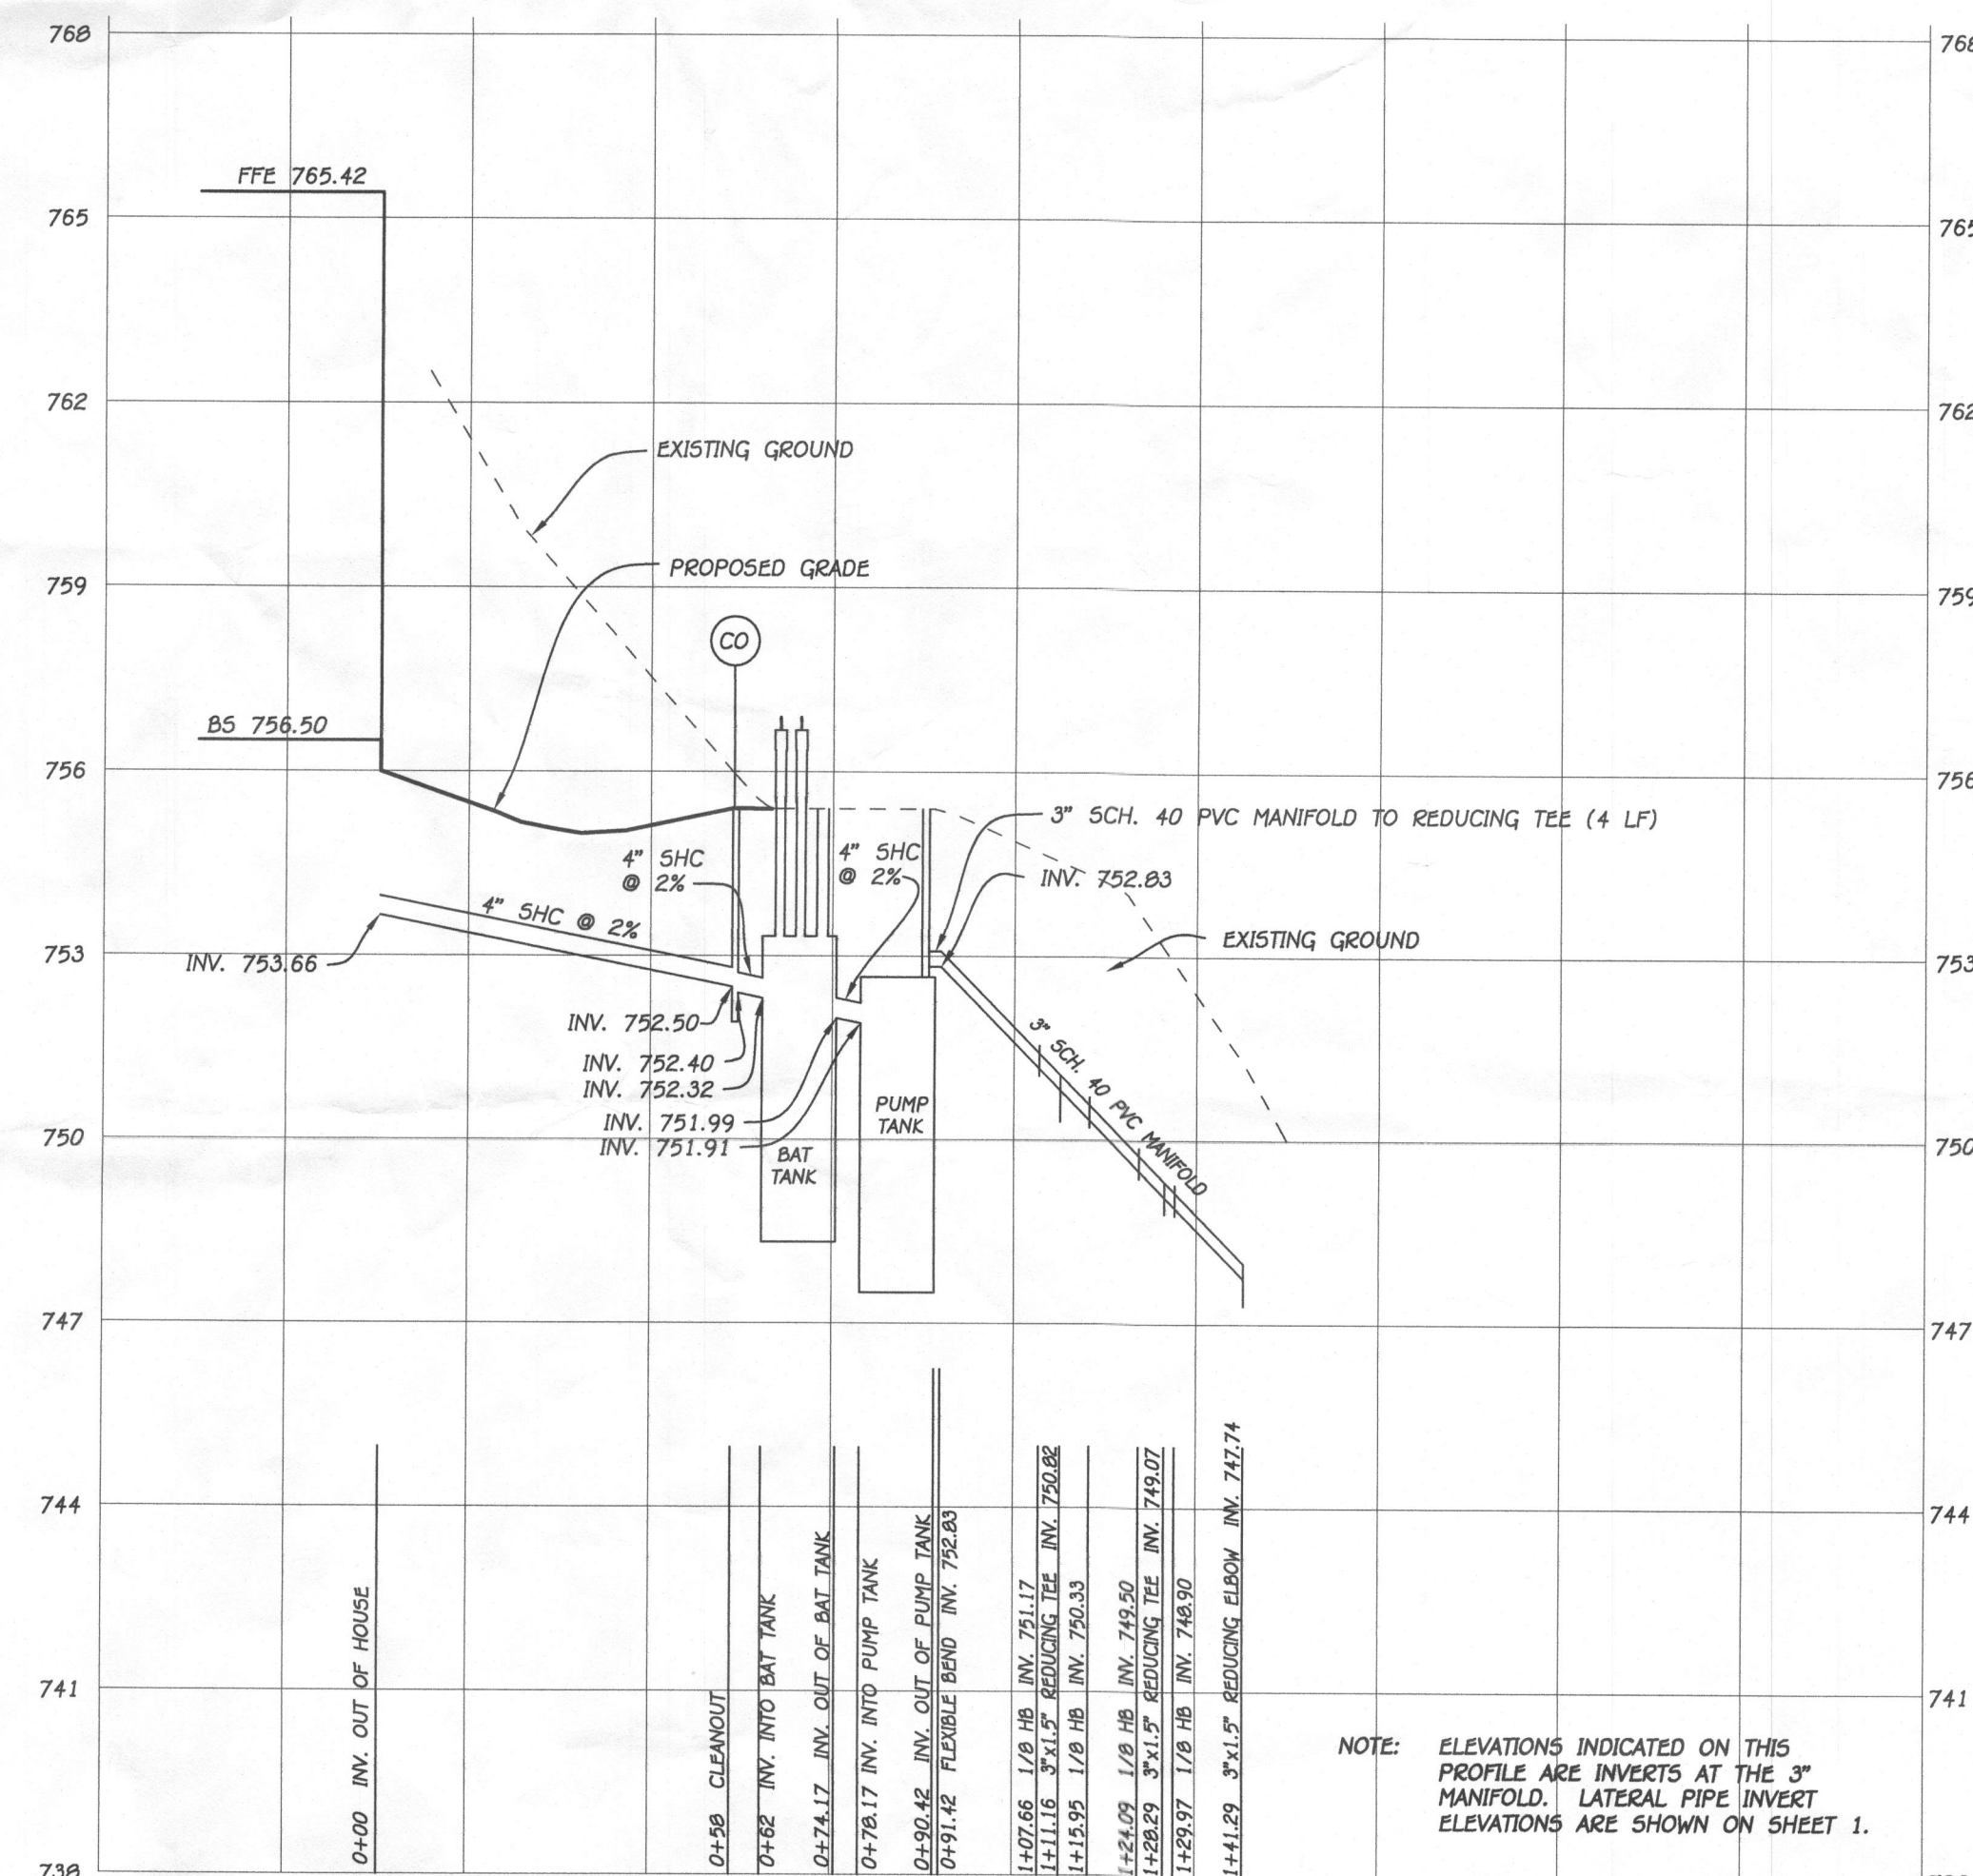 768
768
FFE 765.42
765
765
762
762
EXISTING GROUND
PROPOSED GRADE
759
759
CO
BS 756.50
756
756
3" SCH. 40 PVC MANIFOLD TO REDUCING TEE (4 LF)
4" SHC
@ 2%
4" SHC
@ 2%
INV. 752.83
4" SHC @ 2%
EXISTING GROUND
753
753
INV. 753.66
INV. 752.50
INV. 752.40
INV. 752.32
3" SCH. 40 PVC MANIFOLD
PUMP
TANK
INV. 751.99
INV. 751.91
750
750
BAT
TANK
747
747
744
744
741
741
738
0+00 INV. OUT OF HOUSE
0+58 CLEANOUT
0+62 INV. INTO BAT TANK
0+74.17 INV. OUT OF BAT TANK
0+78.17 INV. INTO PUMP TANK
0+90.42 INV. OUT OF PUMP TANK
0+91.42 FLEXIBLE BEND INV. 752.83
1+07.66 1/8 HB INV. 751.17
1+11.16 3"x1.5" REDUCING TEE INV. 750.82
1+15.95 1/8 HB INV. 750.33
1+24.09 1/8 HB INV. 749.50
1+28.29 3"x1.5" REDUCING TEE INV. 749.07
1+29.97 1/8 HB INV. 748.90
1+41.29 3"x1.5" REDUCING ELBOW INV. 747.74
NOTE: ELEVATIONS INDICATED ON THIS
PROFILE ARE INVERTS AT THE 3"
MANIFOLD. LATERAL PIPE INVERT
ELEVATIONS ARE SHOWN ON SHEET 1.